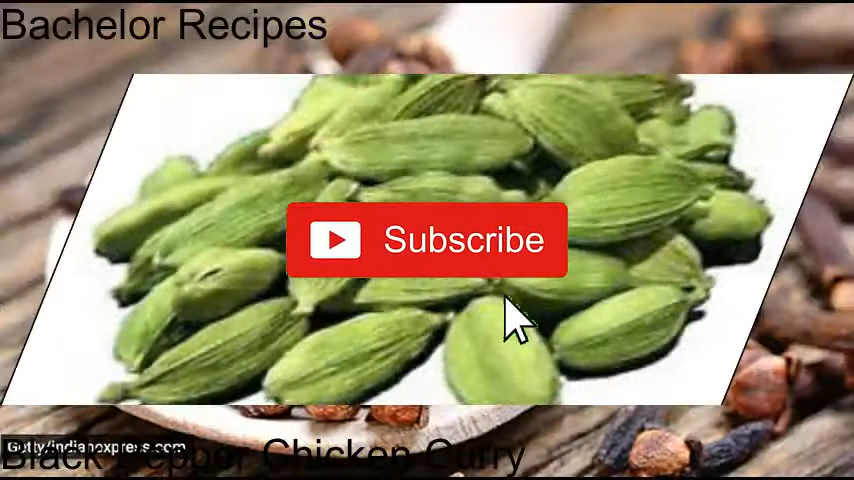 Bachelor Recipes
Subscribe
Getty/indianexpress.com
Black Pepper Chicken Curry